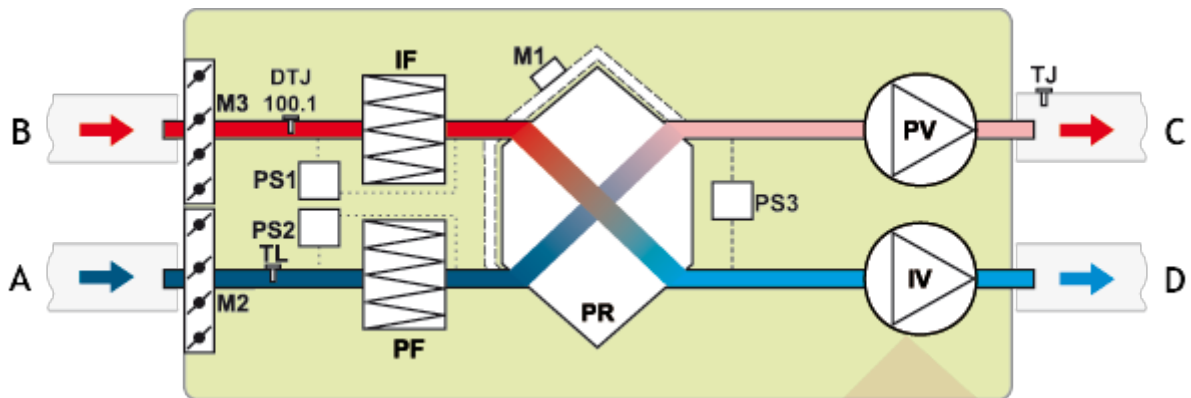 IF
M1
DTJ
100.1
TJ
M3
B
PV
C
PS1
PS2
PS3
TL
A
IV
D
M2
PR
PF